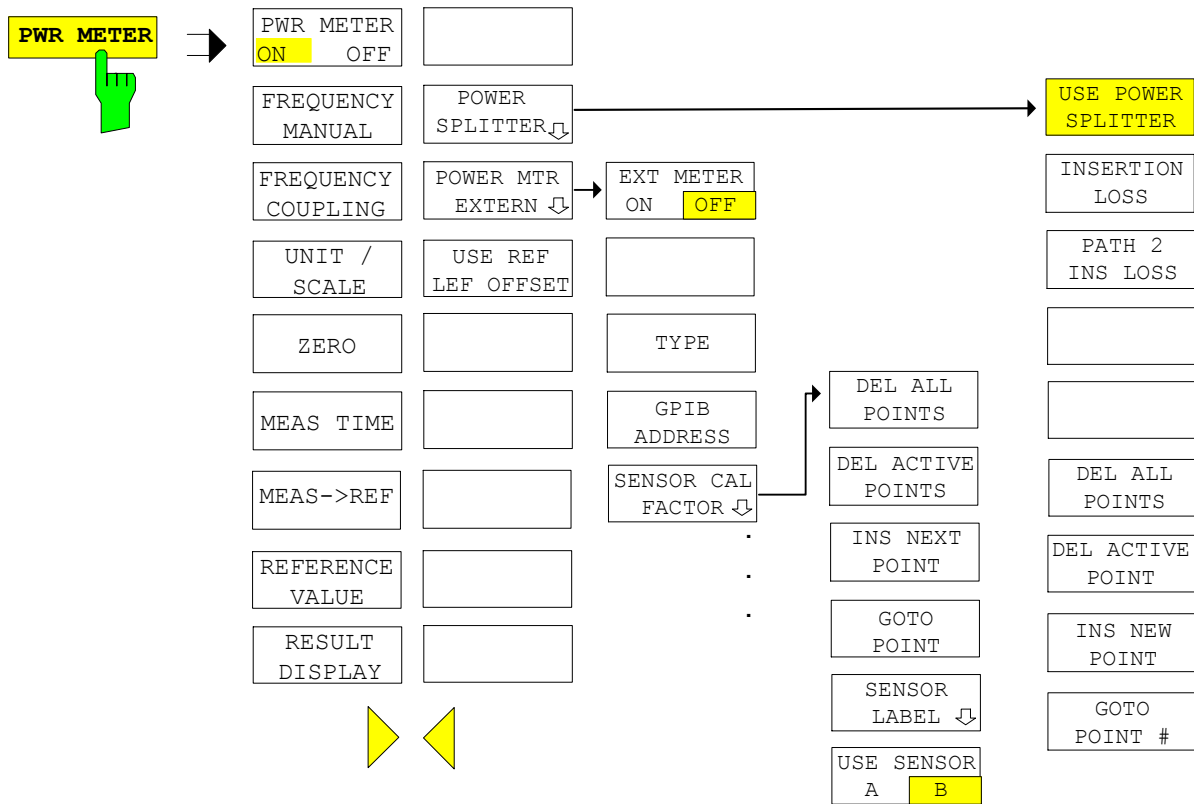 PWR METER
PWR METER
ON OFF
FREQUENCY
MANUAL
FREQUENCY
COUPLING
UNIT /
SCALE
ZERO
MEAS TIME
MEAS->REF
REFERENCE
VALUE
RESULT
DISPLAY
POWER
SPLITTER
POWER MTR
EXTERN
USE REF
LEF OFFSET
EXT METER
ON OFF
TYPE
GPIB
ADDRESS
SENSOR CAL
FACTOR
.
.
.
DEL ALL
POINTS
DEL ACTIVE
POINTS
INS NEXT
POINT
GOTO
POINT
SENSOR
LABEL
USE SENSOR
A B
USE POWER
SPLITTER
INSERTION
LOSS
PATH 2
INS LOSS
DEL ALL
POINTS
DEL ACTIVE
POINT
INS NEW
POINT
GOTO
POINT #